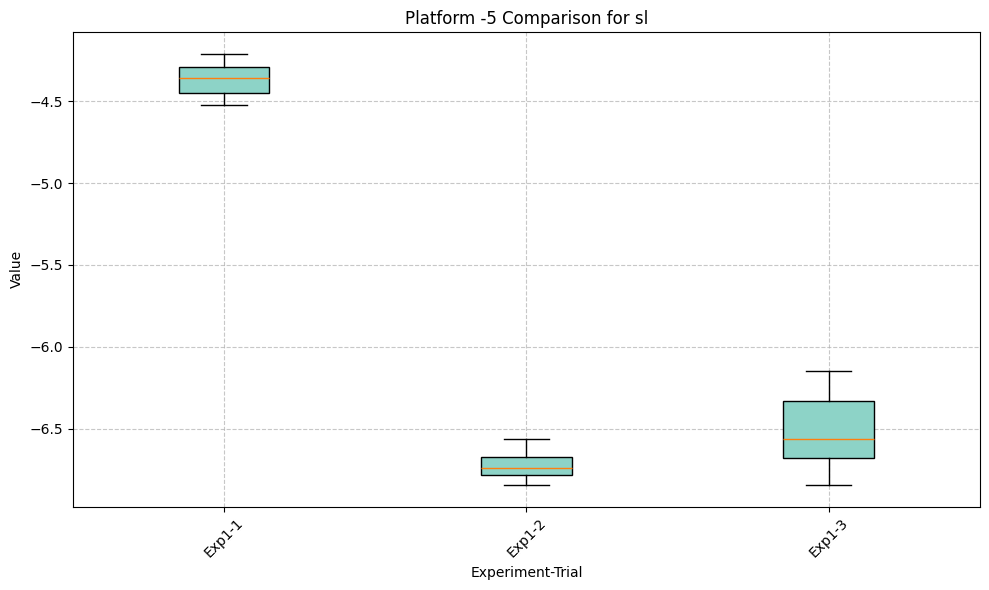 Platform -5 Comparison for sl
Value
−4.5
−5.0
−5.5
−6.0
−6.5
Exp1-1
Exp1-2
Exp1-3
Experiment-Trial